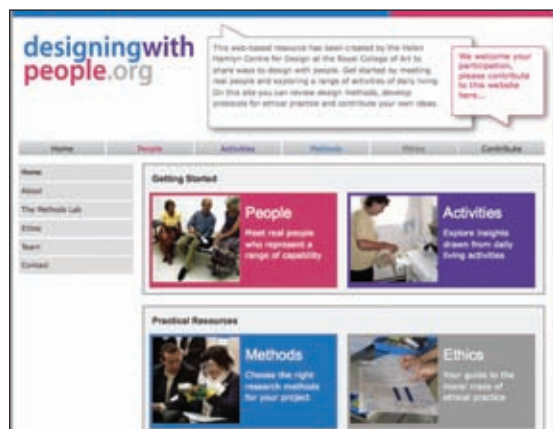 designingwith
people.org
This web-based resource has been created by the Helen
Hamlyn Centre for Design at the Royal College of Art to
share ways to design with people. Get started by meeting
real people and exploring a range of activities of daily living.
On this site you can review design methods, develop
protocols for ethical practice and contribute your own ideas.
We welcome your
participation,
please contribute
to this website
here...
Home People Activities Methods Ethics Contribute
Home
About
The Methods Lab
Ethics
Team
Contact
Getting Started
People
Meet real people
who represent a
range of capability
Activities
Explore insights
drawn from daily
living activities
Practical Resources
Methods
Choose the right
research methods
for your project
Ethics
Your guide to the
moral maze of
ethical practice